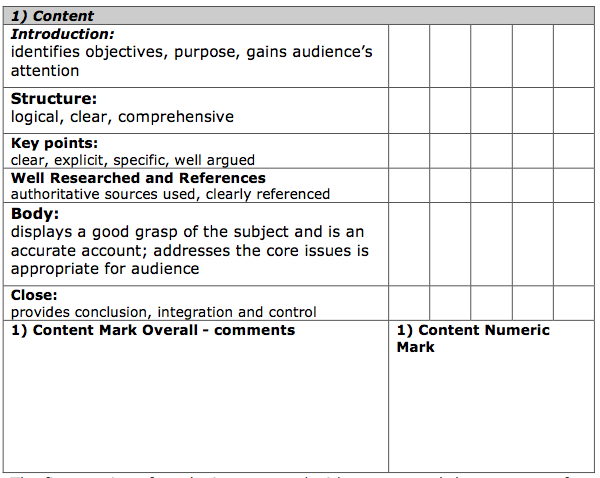 1) Content
Introduction:
identifies objectives, purpose, gains audience’s
attention
Structure:
logical, clear, comprehensive
Key points:
clear, explicit, specific, well argued
Well Researched and References
authoritative sources used, clearly referenced
Body:
displays a good grasp of the subject and is an
accurate account; addresses the core issues is
appropriate for audience
Close:
provides conclusion, integration and control
1) Content Mark Overall - comments
1) Content Numeric
Mark